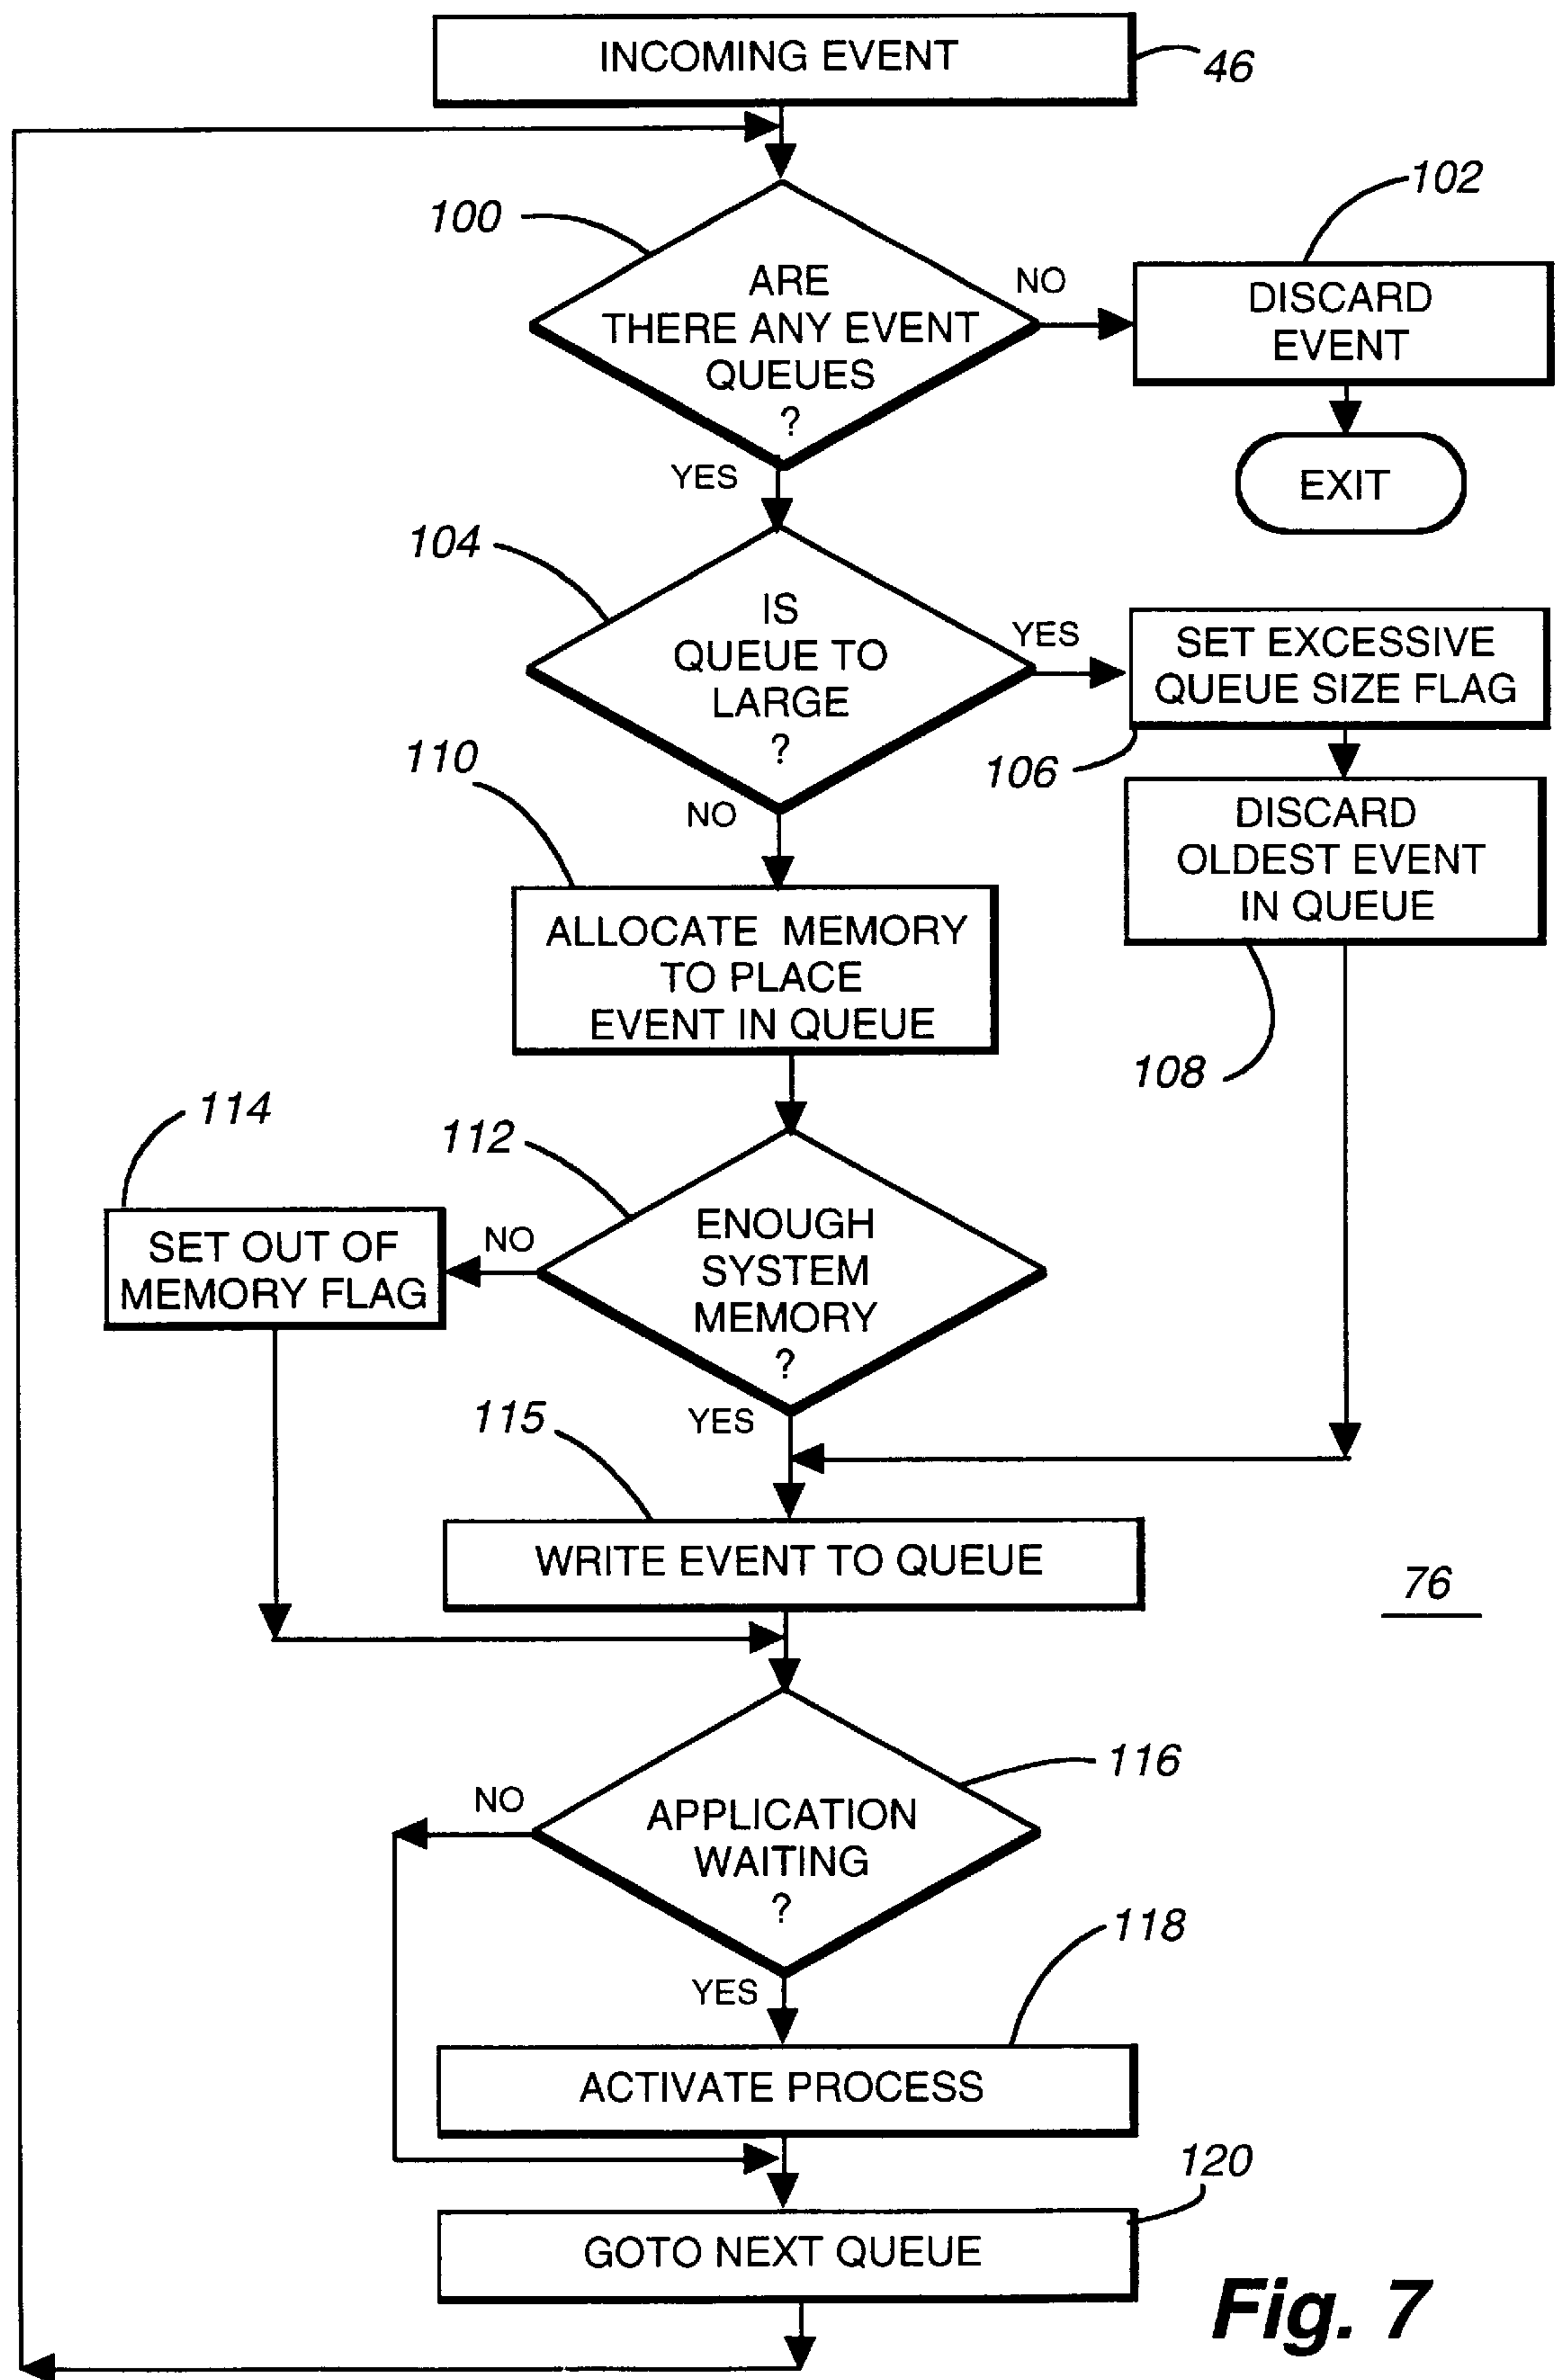 INCOMING EVENT
46
100
102
ARE
THERE ANY EVENT
QUEUES
?
NO
DISCARD
EVENT
YES
EXIT
104
IS
QUEUE TO
LARGE
?
YES
SET EXCESSIVE
QUEUE SIZE FLAG
106
NO
110
DISCARD
OLDEST EVENT
IN QUEUE
108
ALLOCATE MEMORY
TO PLACE
EVENT IN QUEUE
114
112
ENOUGH
SYSTEM
MEMORY
?
NO
SET OUT OF
MEMORY FLAG
YES
115
WRITE EVENT TO QUEUE
76
116
NO
APPLICATION
WAITING
?
118
YES
ACTIVATE PROCESS
120
GOTO NEXT QUEUE
Fig. 7